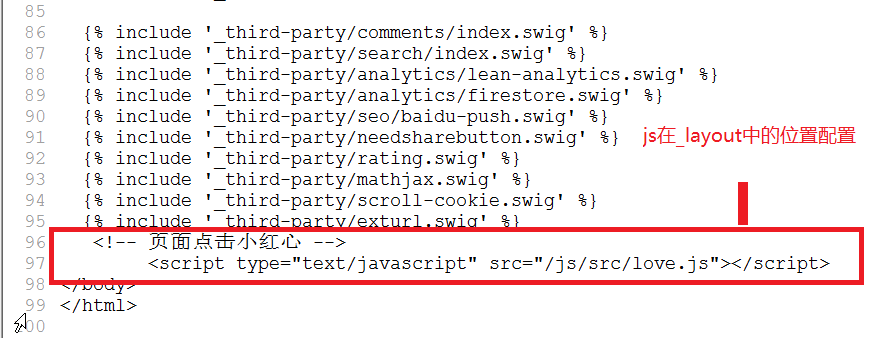 85
86 {% include '_third-party/comments/index.swig' %}
87 {% include '_third-party/search/index.swig' %}
88 {% include '_third-party/analytics/lean-analytics.swig' %}
89 {% include '_third-party/analytics/firestore.swig' %}
90 {% include '_third-party/seo/baidu-push.swig' %}
91 {% include '_third-party/needsharebutton.swig' %} js在_layout中的位置配置
92 {% include '_third-party/rating.swig' %}
93 {% include '_third-party/mathjax.swig' %}
94 {% include '_third-party/scroll-cookie.swig' %}
95 {% include '_third-party/exturl.swig' %}
96 <!-- 页面点击小红心 -->
97 <script type="text/javascript" src="/js/src/love.js"></script>
98 </body>
99 </html>
100